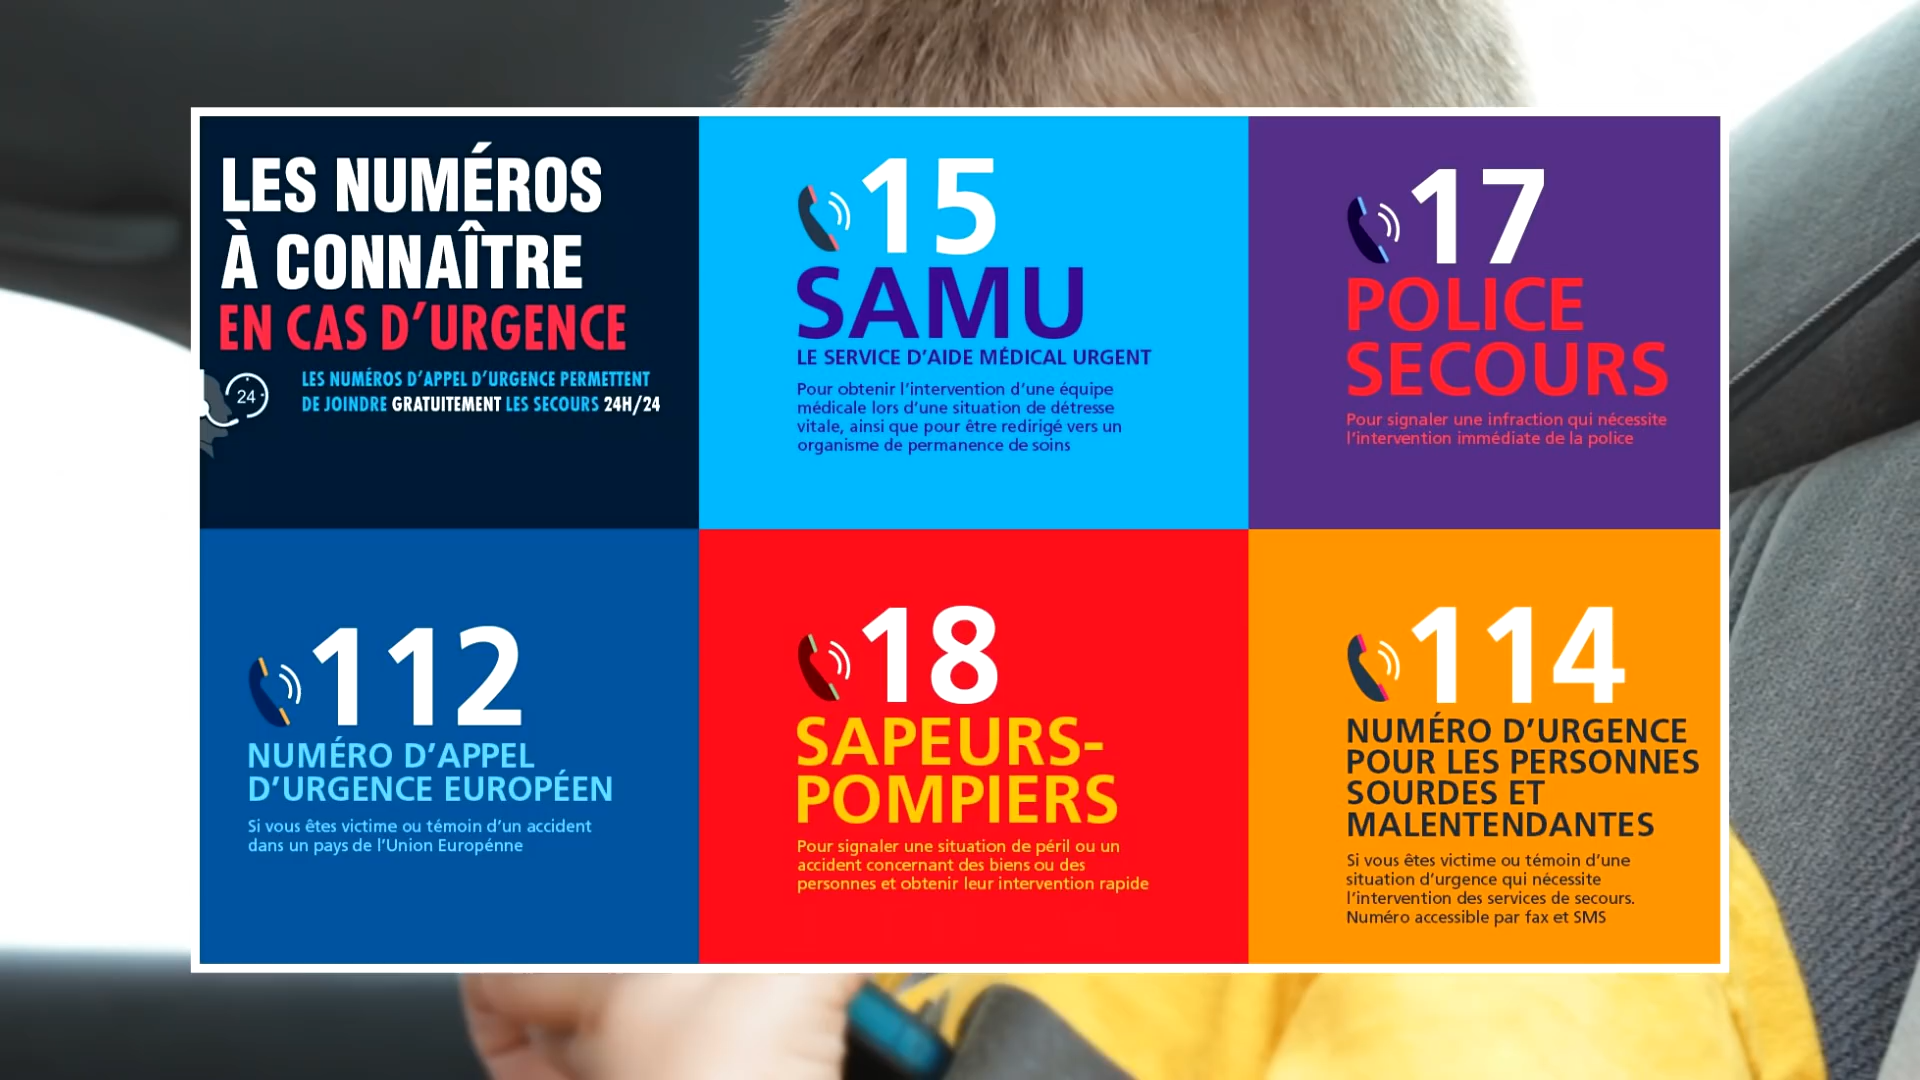 LES NUMÉROS
À CONNAÎTRE
EN CAS D'URGENCE
24
LES NUMÉROS D'APPEL D'URGENCE PERMETTENT
DE JOINDRE GRATUITEMENT LES SECOURS 24H/24
15
SAMU
LE SERVICE D'AIDE MÉDICAL URGENT
Pour obtenir l'intervention d'une équipe
médicale lors d'une situation de détresse
vitale, ainsi que pour être redirigé vers un
organisme de permanence de soins
17
POLICE
SECOURS
Pour signaler une infraction qui nécessite
l'intervention immédiate de la police
112
NUMÉRO D'APPEL
D'URGENCE EUROPÉEN
Si vous êtes victime ou témoin d'un accident
dans un pays de l'Union Europénne
18
SAPEURS-
POMPIERS
Pour signaler une situation de péril ou un
accident concernant des biens ou des
personnes et obtenir leur intervention rapide
114
NUMÉRO D'URGENCE
POUR LES PERSONNES
SOURDES ET
MALENTENDANTES
Si vous êtes victime ou témoin d'une
situation d'urgence qui nécessite
l'intervention des services de secours.
Numéro accessible par fax et SMS